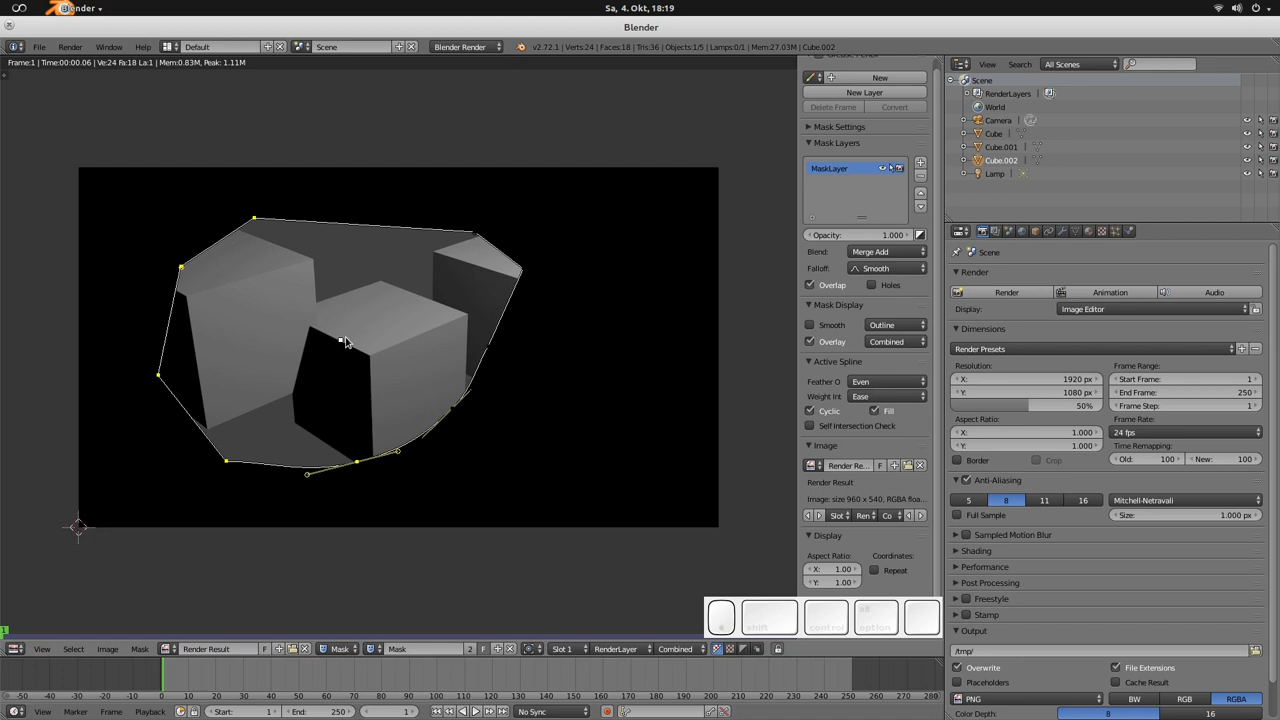 Blender
Sa, 4. Okt, 18:19
Blender
File Render Window Help Default Scene Blender Render v2.72.1 | Verts:24 | Faces:18 | Tris:36 | Objects:1/5 | Lamps:0/1 | Mem:27.03M | Cube.002
Frame:1 | Time:00:00.06 | Ve:24 Fa:18 La:1 | Mem:0.83M, Peak: 1.11M
New
New Layer
Delete Frame Convert
Mask Settings
Mask Layers
MaskLayer
Opacity: 1.000
Blend: Merge Add
Falloff: Smooth
Overlap Holes
Mask Display
Smooth Outline
Overlay Combined
Active Spline
Feather O Even
Weight Int Ease
Cyclic Fill
Self Intersection Check
Image
Render Re... F
Render Result
Image: size 960 x 540, RGBA floa...
Slot Ren Co
Display
Aspect Ratio: Coordinates:
X: 1.00 Repeat
Y: 1.00
shift control alt option
View Select Image Mask Render Result F Mask Mask 2 Slot 1 RenderLayer Combined
1
-50 -40 -30 -20 -10 0 10 20 30 40 50 60 70 80 90 100 110 120 130 140 150 160 170 180 190 200 210 220 230 240 250 260 270 280
View Marker Frame Playback Start: 1 End: 250 1 No Sync
View Search All Scenes
Scene
RenderLayers
World
Camera
Cube
Cube.001
Cube.002
Lamp
Scene
Render
Render Animation Audio
Display: Image Editor
Dimensions
Render Presets
Resolution: Frame Range:
X: 1920 px Start Frame: 1
Y: 1080 px End Frame: 250
50% Frame Step: 1
Aspect Ratio: Frame Rate:
X: 1.000 24 fps
Y: 1.000 Time Remapping:
Border Crop Old: 100 New: 100
Anti-Aliasing
5 8 11 16 Mitchell-Netravali
Full Sample Size: 1.000 px
Sampled Motion Blur
Shading
Performance
Post Processing
Freestyle
Stamp
Output
/tmp/
Overwrite File Extensions
Placeholders Cache Result
PNG BW RGB RGBA
Color Depth: 8 16